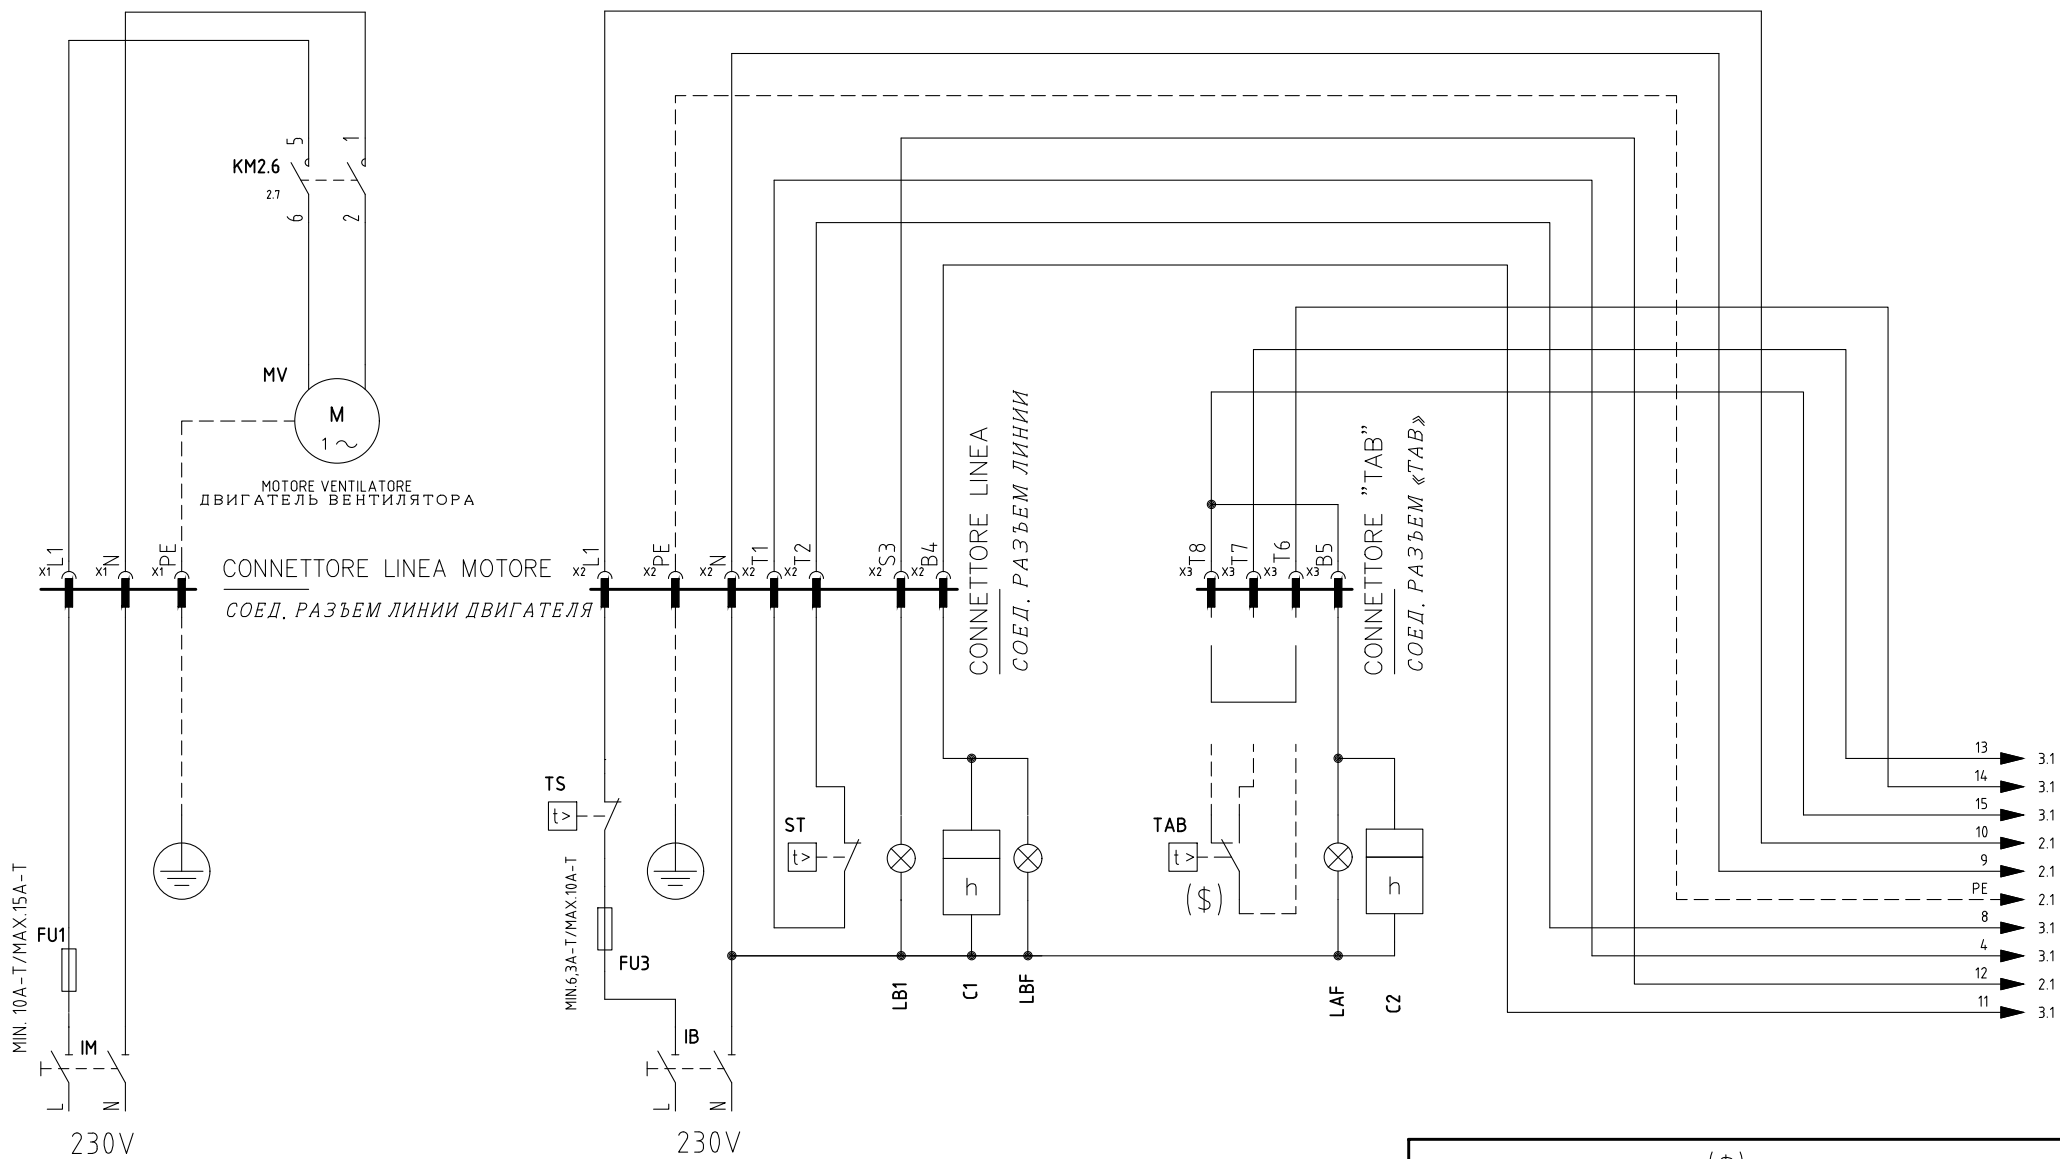 5
1
KM2.6
2.7
6
2
MV
M
1
MOTORE VENTILATORE
ДВИГАТЕЛЬ ВЕНТИЛЯТОРА
X1 L1
X1 N
X1 PE
CONNETTORE LINEA MOTORE
СОЕД. РАЗЪЕМ ЛИНИИ ДВИГАТЕЛЯ
X2 L1
X2 PE
X2 N
X2 T1
X2 T2
X2 S3
X2 B4
CONNETTORE LINEA
СОЕД. РАЗЪЕМ ЛИНИИ
X3 T8
X3 T7
X3 T6
X3 B5
CONNETTORE "TAB"
СОЕД. РАЗЪЕМ «TAB»
MIN. 10A-T/MAX.15A-T
FU1
IM
L
N
230V
TS
t>
MIN.6,3A-T/MAX.10A-T
FU3
IB
L
N
230V
ST
t>
LB1
h
C1
LBF
TAB
t>
($)
LAF
h
C2
13 3.1
14 3.1
15 3.1
10 2.1
9 2.1
PE 2.1
8 3.1
4 3.1
12 2.1
11 3.1
($)